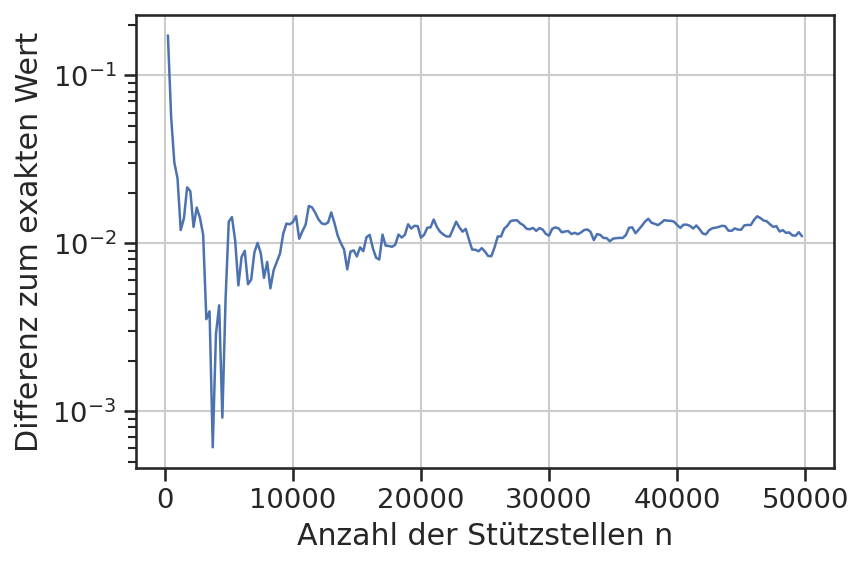 Differenz zum exakten Wert
10⁻¹
10⁻²
10⁻³
0 10000 20000 30000 40000 50000
Anzahl der Stützstellen n